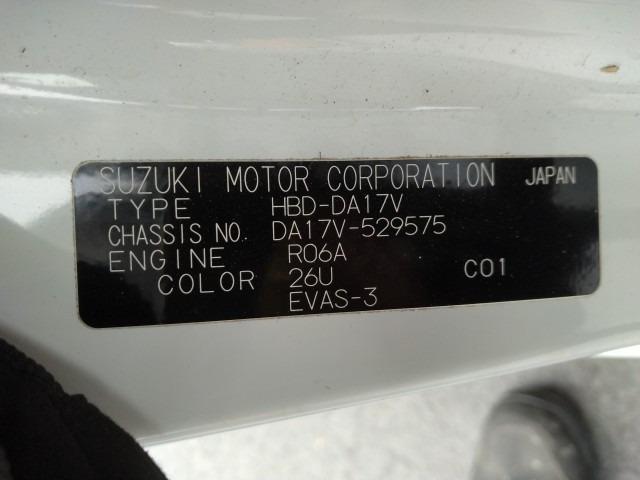 SUZUKI MOTOR CORPORATION JAPAN
TYPE HBD-DA17V
CHASSIS NO. DA17V-529575
ENGINE R06A
COLOR 26U C01
EVAS-3